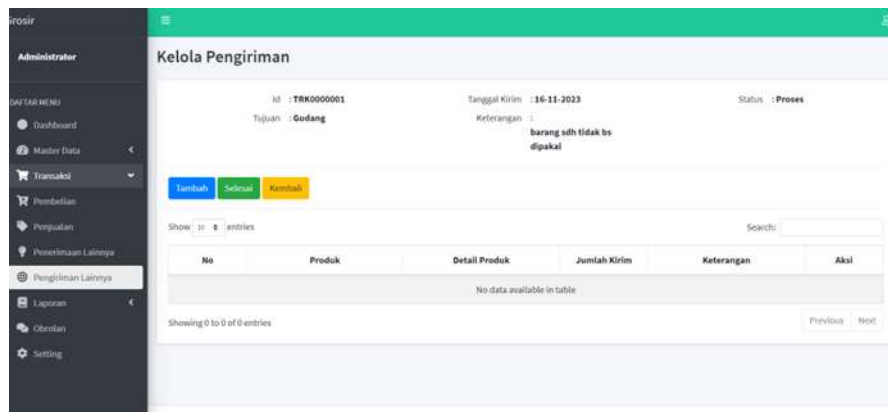 Grosir
Administrator
DAFTAR MENU
Dashboard
Master Data
Transaksi
Pembelian
Penjualan
Penerimaan Lainnya
Pengiriman Lainnya
Laporan
Obrolan
Setting
Kelola Pengiriman
Id : TRK0000001
Tujuan : Gudang
Tanggal Kirim : 16-11-2023
Keterangan :
barang sdh tidak bs
dipakai
Status : Proses
Tambah Selesai Kembali
Show 10 entries
Search:
No Produk Detail Produk Jumlah Kirim Keterangan Aksi
No data available in table
Showing 0 to 0 of 0 entries
Previous Next